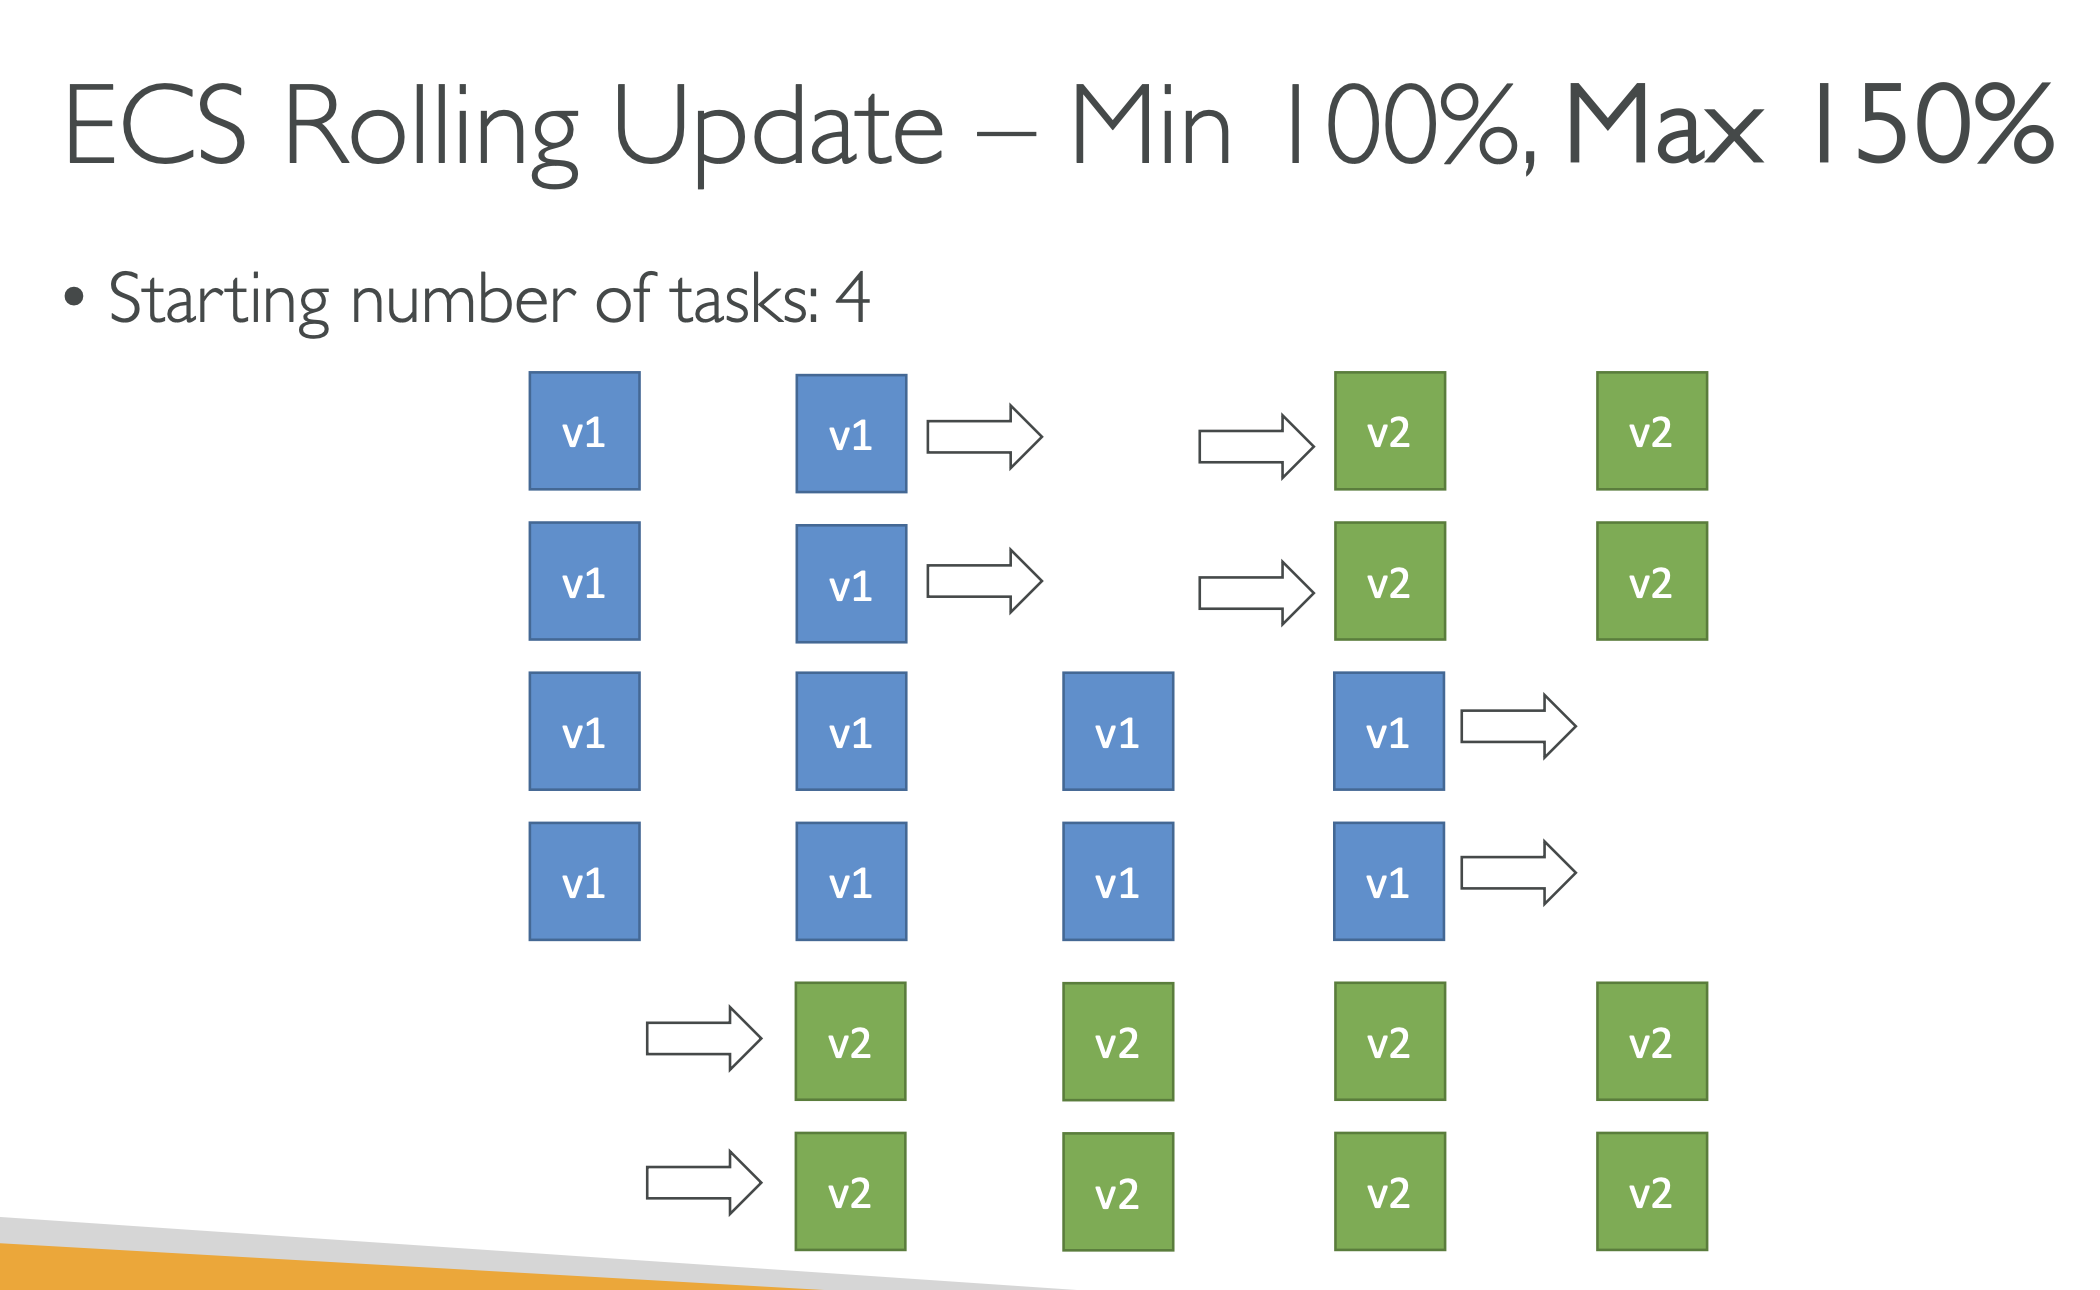 ECS Rolling Update – Min 100%, Max 150%
• Starting number of tasks: 4
v1 v1 v2 v2
v1 v1 v2 v2
v1 v1 v1 v1
v1 v1 v1 v1
v2 v2 v2 v2
v2 v2 v2 v2